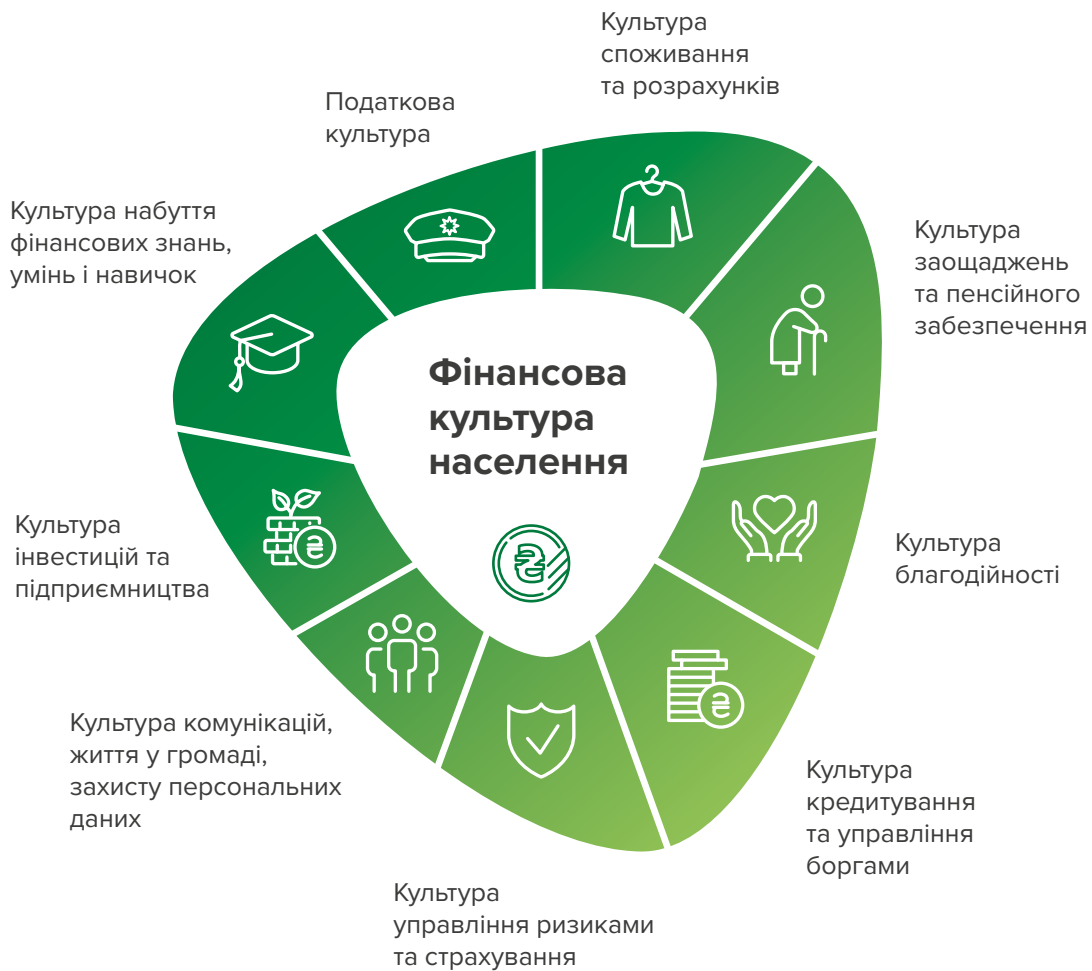 Культура
споживання
та розрахунків
Податкова
культура
Культура набуття
фінансових знань,
умінь і навичок
Культура
заощаджень
та пенсійного
забезпечення
Фінансова
культура
населення
Культура
інвестицій та
підприємництва
Культура
благодійності
Культура комунікацій,
життя у громаді,
захисту персональних
даних
Культура
кредитування
та управління
боргами
Культура
управління ризиками
та страхування